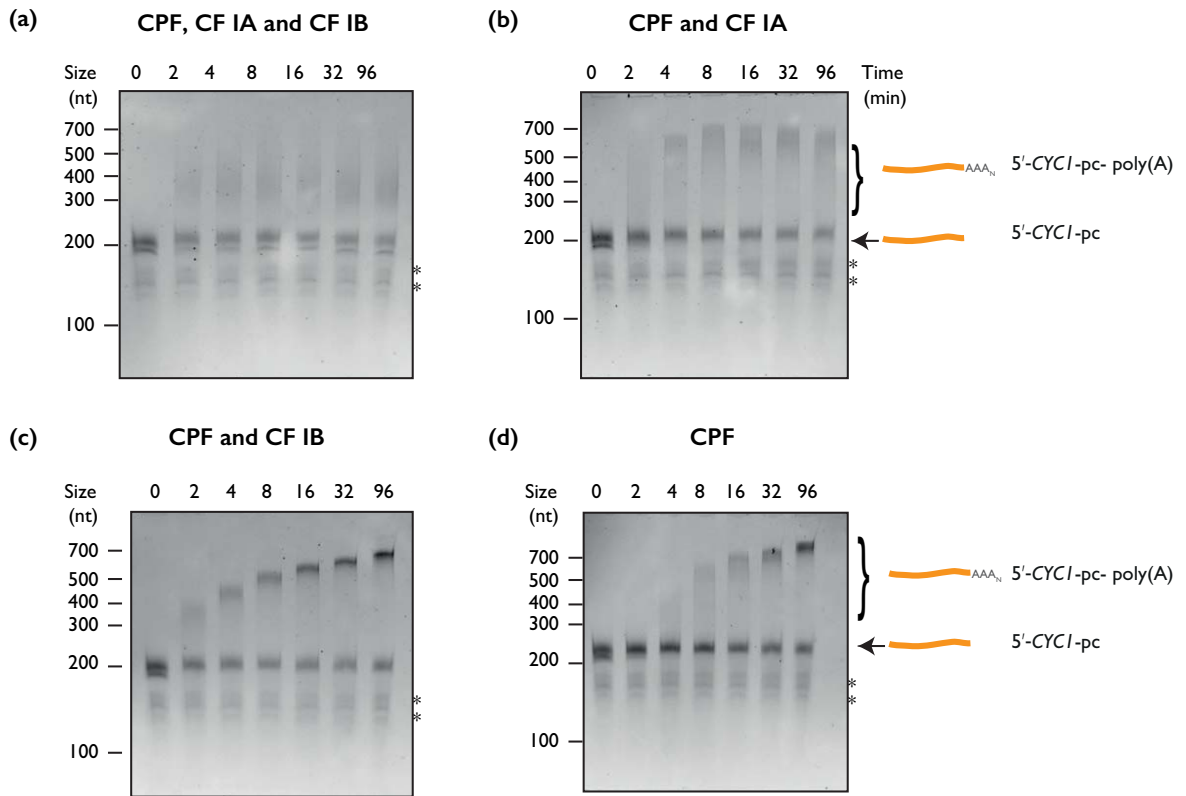 (a) CPF, CF IA and CF IB
Size 0 2 4 8 16 32 96
(nt)
700
500
400
300
200
*
*
100
(b) CPF and CF IA
0 2 4 8 16 32 96 Time
(min)
700
500
400
300
200
*
*
100
AAAN 5'-CYC1-pc- poly(A)
5'-CYC1-pc
(c) CPF and CF IB
Size 0 2 4 8 16 32 96
(nt)
700
500
400
300
200
*
*
100
(d) CPF
Size 0 2 4 8 16 32 96
(nt)
700
500
400
300
200
*
*
100
AAAN 5'-CYC1-pc- poly(A)
5'-CYC1-pc